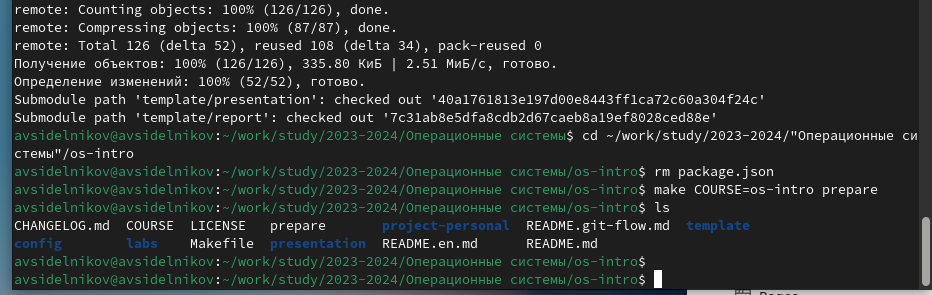 remote: Counting objects: 100% (126/126), done.
remote: Compressing objects: 100% (87/87), done.
remote: Total 126 (delta 52), reused 108 (delta 34), pack-reused 0
Получение объектов: 100% (126/126), 335.80 КиБ | 2.51 МиБ/с, готово.
Определение изменений: 100% (52/52), готово.
Submodule path 'template/presentation': checked out '40a1761813e197d00e8443ff1ca72c60a304f24c'
Submodule path 'template/report': checked out '7c31ab8e5dfa8cdb2d67caeb8a19ef8028ced88e'
avsidelnikov@avsidelnikov:~/work/study/2023-2024/Операционные системы$ cd ~/work/study/2023-2024/"Операционные си
стемы"/os-intro
avsidelnikov@avsidelnikov:~/work/study/2023-2024/Операционные системы/os-intro$ rm package.json
avsidelnikov@avsidelnikov:~/work/study/2023-2024/Операционные системы/os-intro$ make COURSE=os-intro prepare
avsidelnikov@avsidelnikov:~/work/study/2023-2024/Операционные системы/os-intro$ ls
CHANGELOG.md COURSE LICENSE prepare project-personal README.git-flow.md template
config labs Makefile presentation README.en.md README.md
avsidelnikov@avsidelnikov:~/work/study/2023-2024/Операционные системы/os-intro$
avsidelnikov@avsidelnikov:~/work/study/2023-2024/Операционные системы/os-intro$